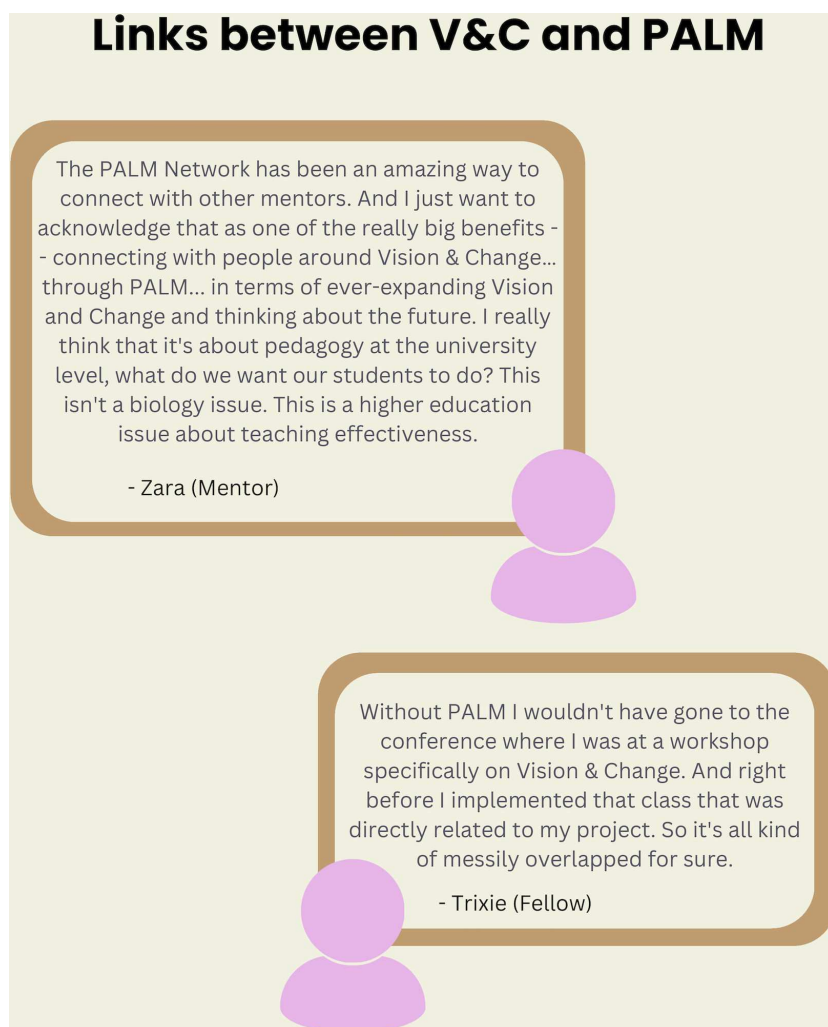 Links between V&C and PALM
The PALM Network has been an amazing way to
connect with other mentors. And I just want to
acknowledge that as one of the really big benefits -
- connecting with people around Vision & Change...
through PALM... in terms of ever-expanding Vision
and Change and thinking about the future. I really
think that it's about pedagogy at the university
level, what do we want our students to do? This
isn't a biology issue. This is a higher education
issue about teaching effectiveness.
- Zara (Mentor)
Without PALM I wouldn't have gone to the
conference where I was at a workshop
specifically on Vision & Change. And right
before I implemented that class that was
directly related to my project. So it's all kind
of messily overlapped for sure.
- Trixie (Fellow)